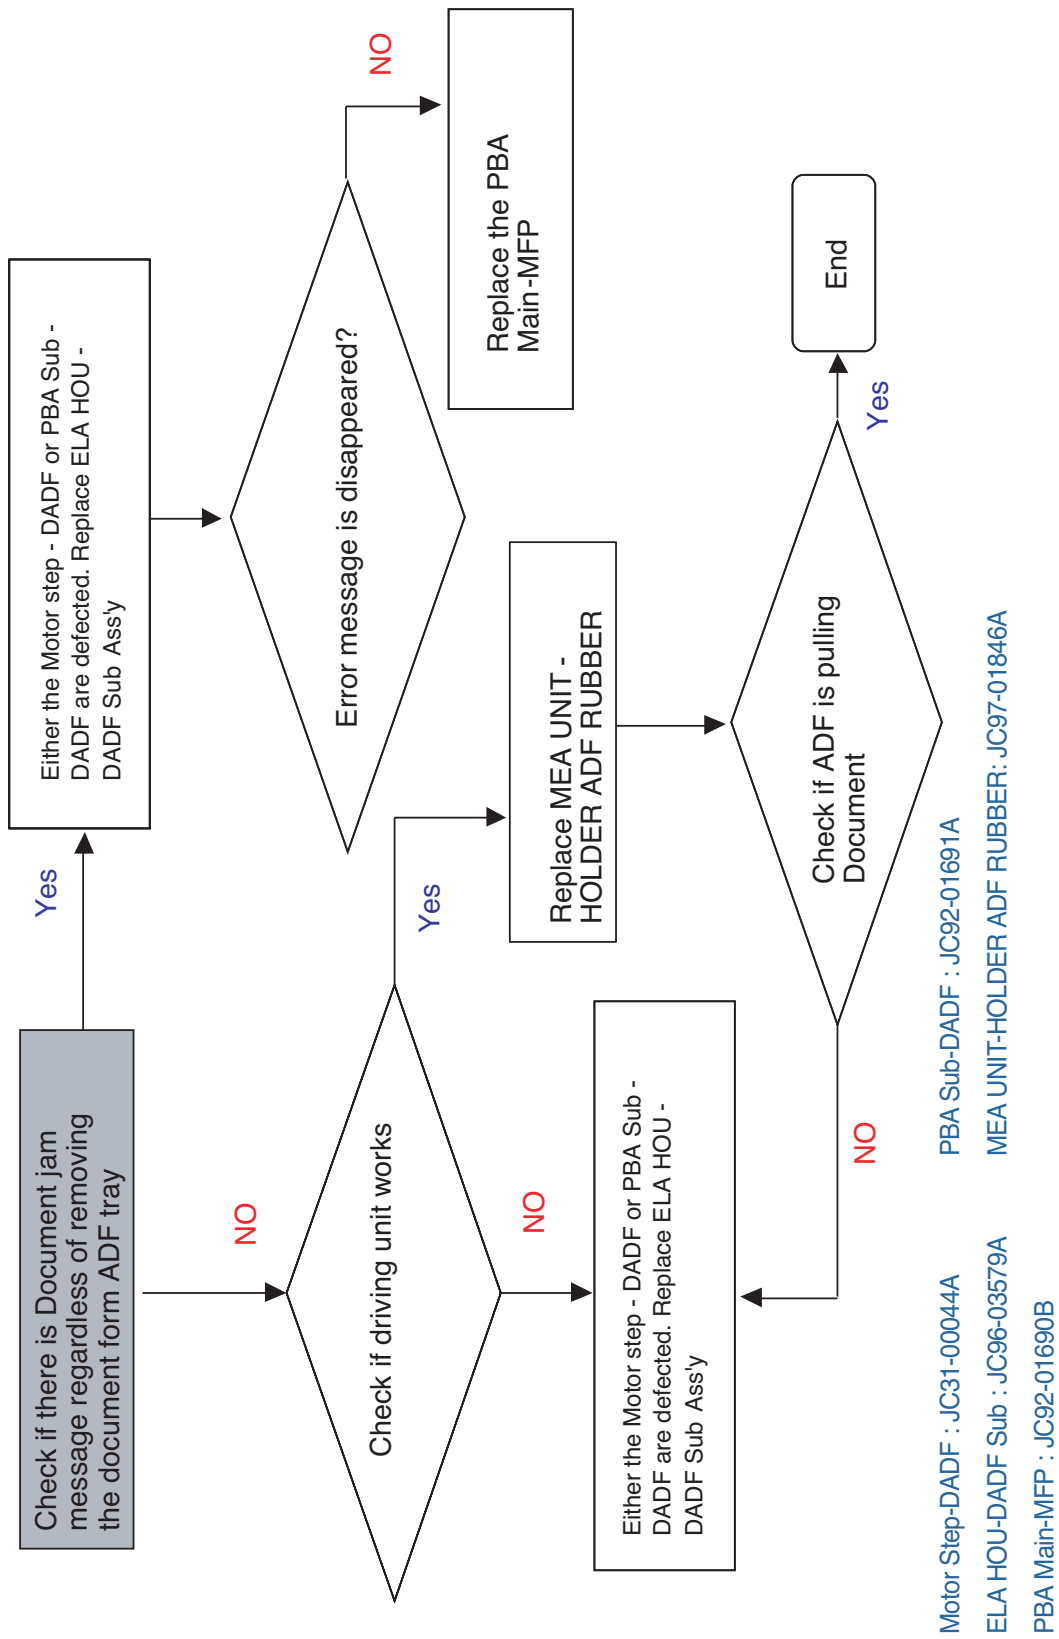 Check if there is Document jam
message regardless of removing
the document form ADF tray
Yes
Either the Motor step - DADF or PBA Sub -
DADF are defected. Replace ELA HOU -
DADF Sub Ass'y
NO
Check if driving unit works
Error message is disappeared?
NO
Yes
Replace the PBA
Main-MFP
NO
Replace MEA UNIT -
HOLDER ADF RUBBER
Either the Motor step - DADF or PBA Sub -
DADF are defected. Replace ELA HOU -
DADF Sub Ass'y
Check if ADF is pulling
Document
Yes
End
NO
Motor Step-DADF : JC31-00044A
PBA Sub-DADF : JC92-01691A
ELA HOU-DADF Sub : JC96-03579A
MEA UNIT-HOLDER ADF RUBBER: JC97-01846A
PBA Main-MFP : JC92-01690B